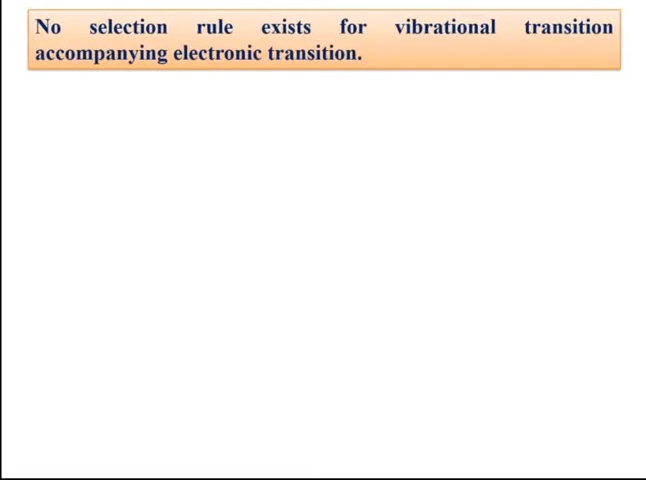 No selection rule exists for vibrational transition
accompanying electronic transition.